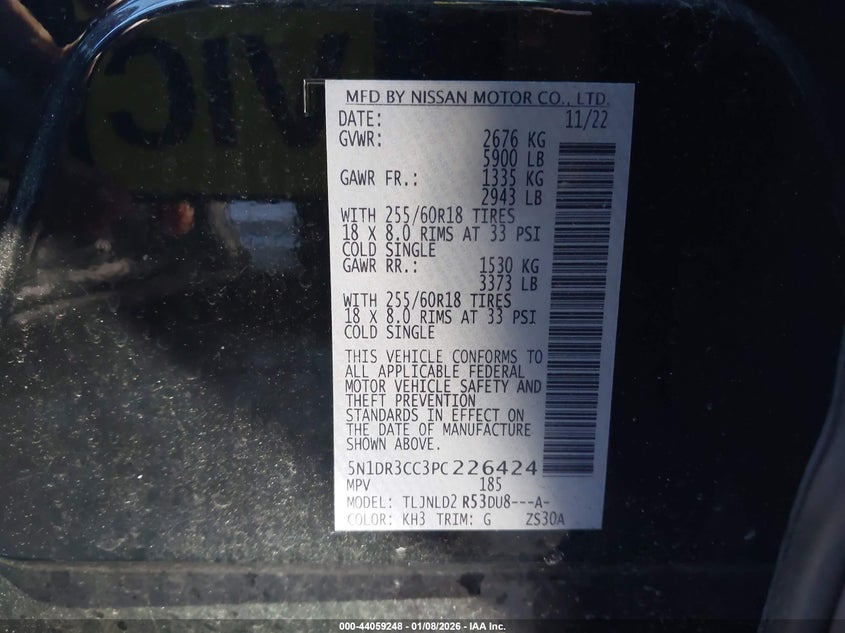 VIC
MFD BY NISSAN MOTOR CO., LTD.
DATE: 11/22
GVWR: 2676 KG
5900 LB
GAWR FR.: 1335 KG
2943 LB
WITH 255/60R18 TIRES
18 X 8.0 RIMS AT 33 PSI
COLD SINGLE
GAWR RR.: 1530 KG
3373 LB
WITH 255/60R18 TIRES
18 X 8.0 RIMS AT 33 PSI
COLD SINGLE
THIS VEHICLE CONFORMS TO
ALL APPLICABLE FEDERAL
MOTOR VEHICLE SAFETY AND
THEFT PREVENTION
STANDARDS IN EFFECT ON
THE DATE OF MANUFACTURE
SHOWN ABOVE.
5N1DR3CC3PC226424
MPV 185
MODEL: TLJNLD2 R53DU8---A-
COLOR: KH3 TRIM: G ZS30A
000-44059248 - 01/08/2026 - IAA Inc.